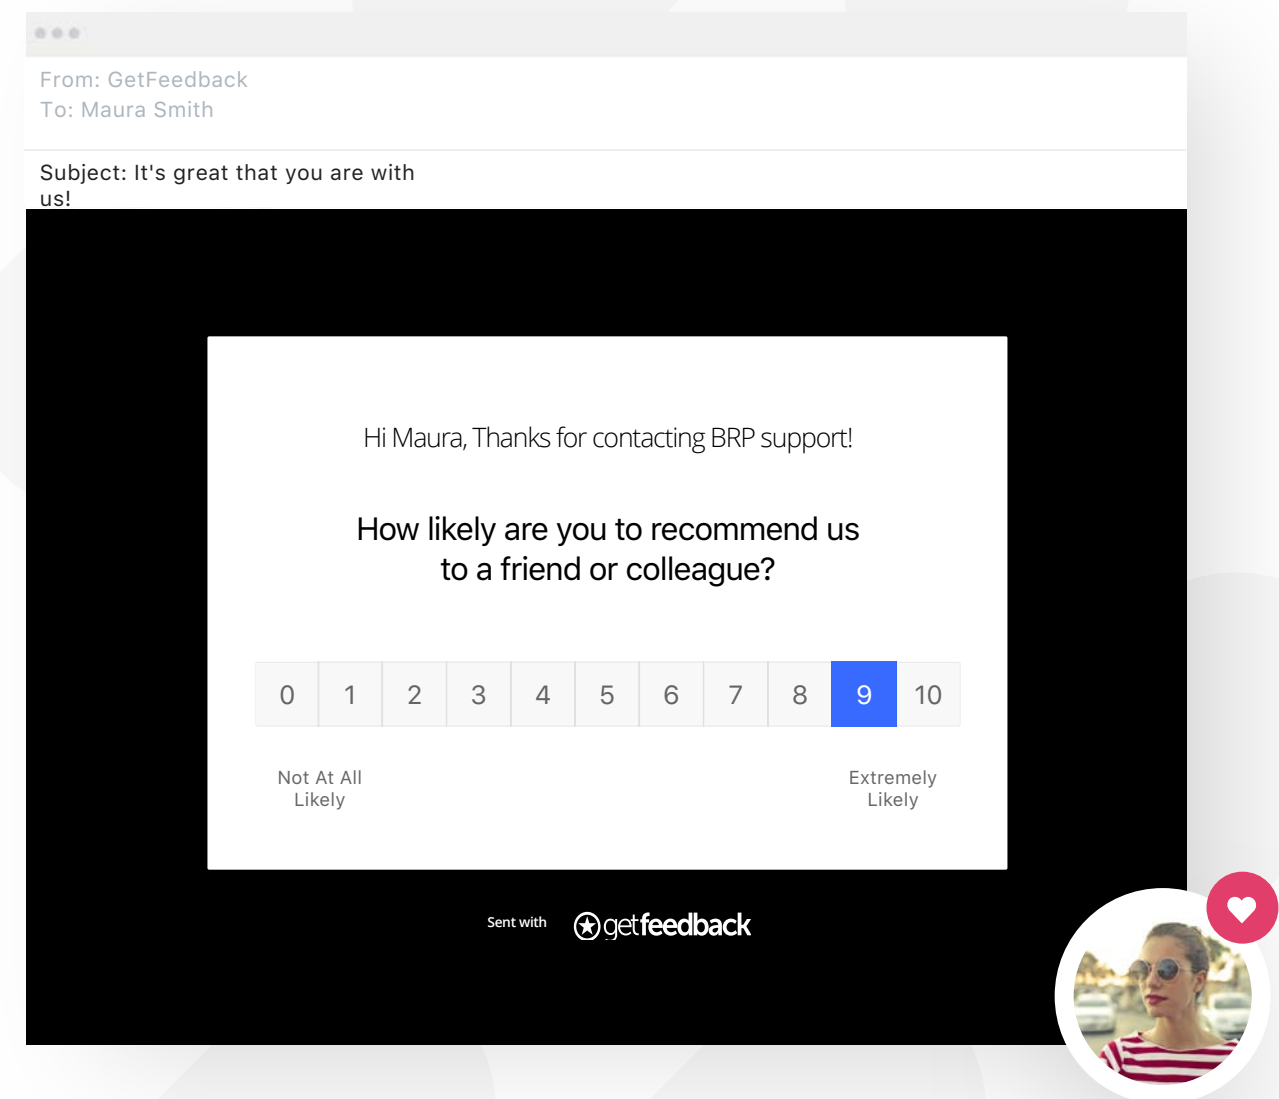 From: GetFeedback
To: Maura Smith
Subject: It's great that you are with
us!
Hi Maura, Thanks for contacting BRP support!
How likely are you to recommend us
to a friend or colleague?
0 1 2 3 4 5 6 7 8 9 10
Not At All
Likely
Extremely
Likely
Sent with getfeedback